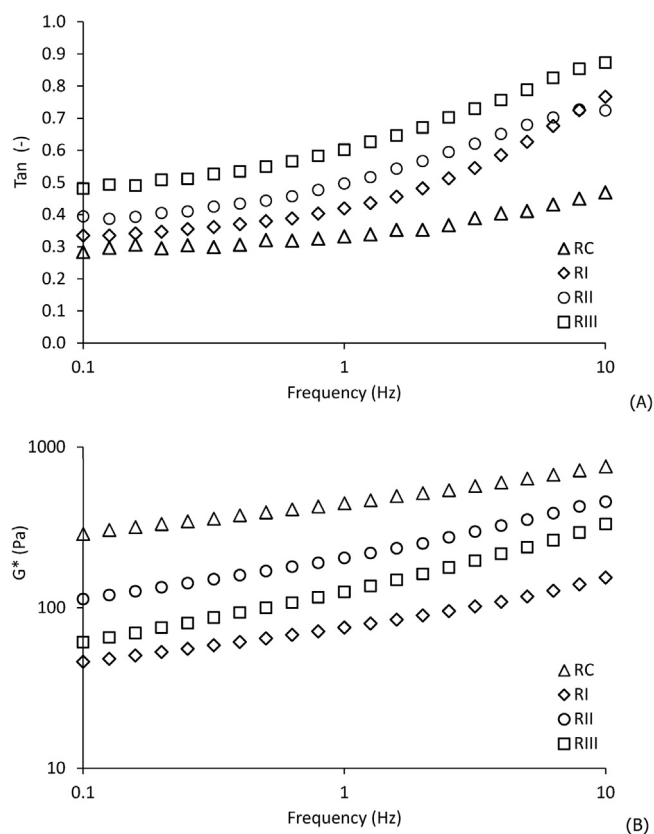 1.0
0.9
0.8
0.7
0.6
0.5
0.4
0.3
0.2
0.1
0.0
Tan (-)
RC
RI
RII
RIII
0.1
1
10
Frequency (Hz)
(A)
1000
100
10
G* (Pa)
RC
RI
RII
RIII
0.1
1
10
Frequency (Hz)
(B)